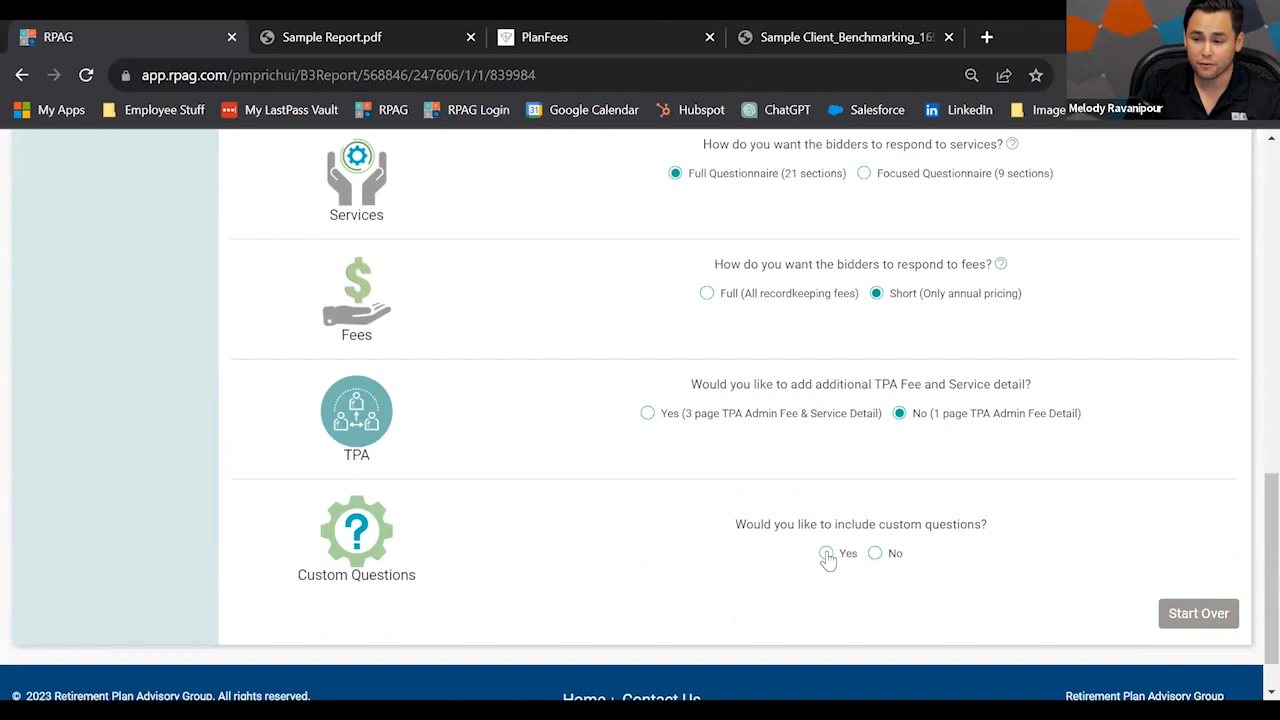 RPAG
Sample Report.pdf
PlanFees
Sample Client_Benchmarking_16
app.rpag.com/pmprichui/B3Report/568846/247606/1/1/839984
My Apps
Employee Stuff
My LastPass Vault
RPAG
RPAG Login
Google Calendar
Hubspot
ChatGPT
Salesforce
LinkedIn
Image
Melody Ravanipour
How do you want the bidders to respond to services?
Full Questionnaire (21 sections) Focused Questionnaire (9 sections)
Services
How do you want the bidders to respond to fees?
Full (All recordkeeping fees) Short (Only annual pricing)
Fees
Would you like to add additional TPA Fee and Service detail?
Yes (3 page TPA Admin Fee & Service Detail) No (1 page TPA Admin Fee Detail)
TPA
Would you like to include custom questions?
Yes No
Custom Questions
Start Over
© 2023 Retirement Plan Advisory Group. All rights reserved.
Home
Contact Us
Retirement Plan Advisory Group